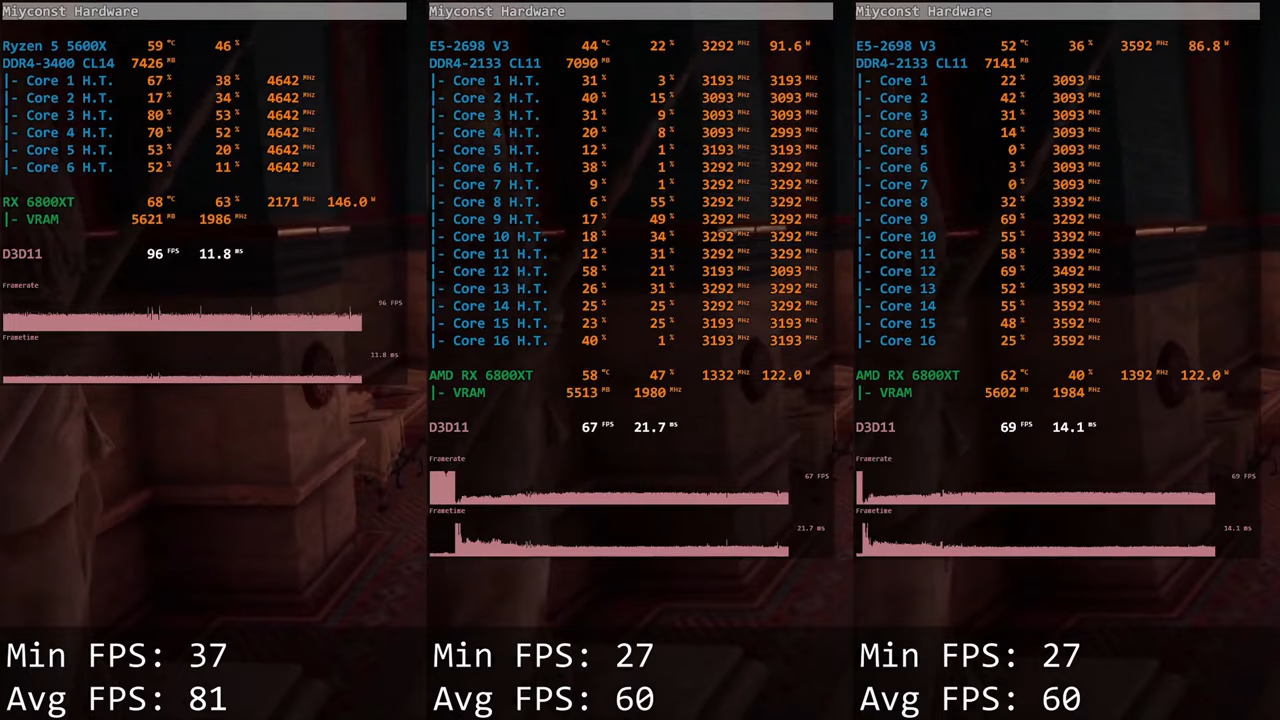 Miyconst Hardware
Ryzen 5 5600X 59 °C 46 %
DDR4-3400 CL14 7426 MB
|- Core 1 H.T. 67 % 38 % 4642 MHz
|- Core 2 H.T. 17 % 34 % 4642 MHz
|- Core 3 H.T. 80 % 53 % 4642 MHz
|- Core 4 H.T. 70 % 52 % 4642 MHz
|- Core 5 H.T. 53 % 20 % 4642 MHz
|- Core 6 H.T. 52 % 11 % 4642 MHz
RX 6800XT 68 °C 63 % 2171 MHz 146.0 W
|- VRAM 5621 MB 1986 MHz
D3D11 96 FPS 11.8 ms
Framerate
96 FPS
Frametime
11.8 ms
Min FPS: 37
Avg FPS: 81
Miyconst Hardware
E5-2698 V3 44 °C 22 % 3292 MHz 91.6 W
DDR4-2133 CL11 7090 MB
|- Core 1 H.T. 31 % 3 % 3193 MHz 3193 MHz
|- Core 2 H.T. 40 % 15 % 3093 MHz 3093 MHz
|- Core 3 H.T. 31 % 9 % 3093 MHz 3093 MHz
|- Core 4 H.T. 20 % 8 % 3093 MHz 2993 MHz
|- Core 5 H.T. 12 % 1 % 3193 MHz 3193 MHz
|- Core 6 H.T. 38 % 1 % 3292 MHz 3292 MHz
|- Core 7 H.T. 9 % 1 % 3292 MHz 3292 MHz
|- Core 8 H.T. 6 % 55 % 3292 MHz 3292 MHz
|- Core 9 H.T. 17 % 49 % 3292 MHz 3292 MHz
|- Core 10 H.T. 18 % 34 % 3292 MHz 3292 MHz
|- Core 11 H.T. 12 % 31 % 3292 MHz 3292 MHz
|- Core 12 H.T. 58 % 21 % 3292 MHz 3093 MHz
|- Core 13 H.T. 26 % 31 % 3292 MHz 3292 MHz
|- Core 14 H.T. 25 % 25 % 3292 MHz 3292 MHz
|- Core 15 H.T. 23 % 25 % 3193 MHz 3193 MHz
|- Core 16 H.T. 40 % 1 % 3193 MHz 3193 MHz
AMD RX 6800XT 58 °C 47 % 1332 MHz 122.0 W
|- VRAM 5513 MB 1980 MHz
D3D11 67 FPS 21.7 ms
Framerate
67 FPS
Frametime
21.7 ms
Min FPS: 27
Avg FPS: 60
Miyconst Hardware
E5-2698 V3 52 °C 36 % 3592 MHz 86.8 W
DDR4-2133 CL11 7141 MB
|- Core 1 22 % 3093 MHz
|- Core 2 42 % 3093 MHz
|- Core 3 31 % 3093 MHz
|- Core 4 14 % 3093 MHz
|- Core 5 0 % 3093 MHz
|- Core 6 3 % 3093 MHz
|- Core 7 0 % 3093 MHz
|- Core 8 32 % 3093 MHz
|- Core 9 69 % 3093 MHz
|- Core 10 55 % 3392 MHz
|- Core 11 58 % 3392 MHz
|- Core 12 69 % 3492 MHz
|- Core 13 52 % 3592 MHz
|- Core 14 55 % 3592 MHz
|- Core 15 48 % 3592 MHz
|- Core 16 25 % 3592 MHz
AMD RX 6800XT 62 °C 40 % 1392 MHz 122.0 W
|- VRAM 5602 MB 1984 MHz
D3D11 69 FPS 14.1 ms
Framerate
69 FPS
Frametime
14.1 ms
Min FPS: 27
Avg FPS: 60